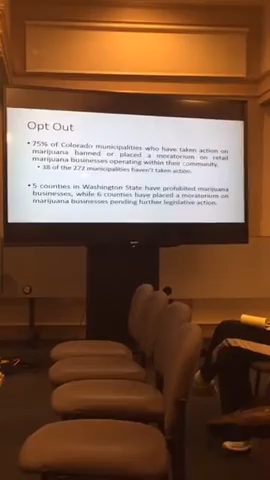 Opt Out
• 75% of Colorado municipalities who have taken action on
marijuana banned or placed a moratorium on retail
marijuana businesses operating within their community.
• 38 of the 272 municipalities haven't taken action.
• 5 counties in Washington State have prohibited marijuana
businesses, while 6 counties have placed a moratorium on
marijuana businesses pending further legislative action.